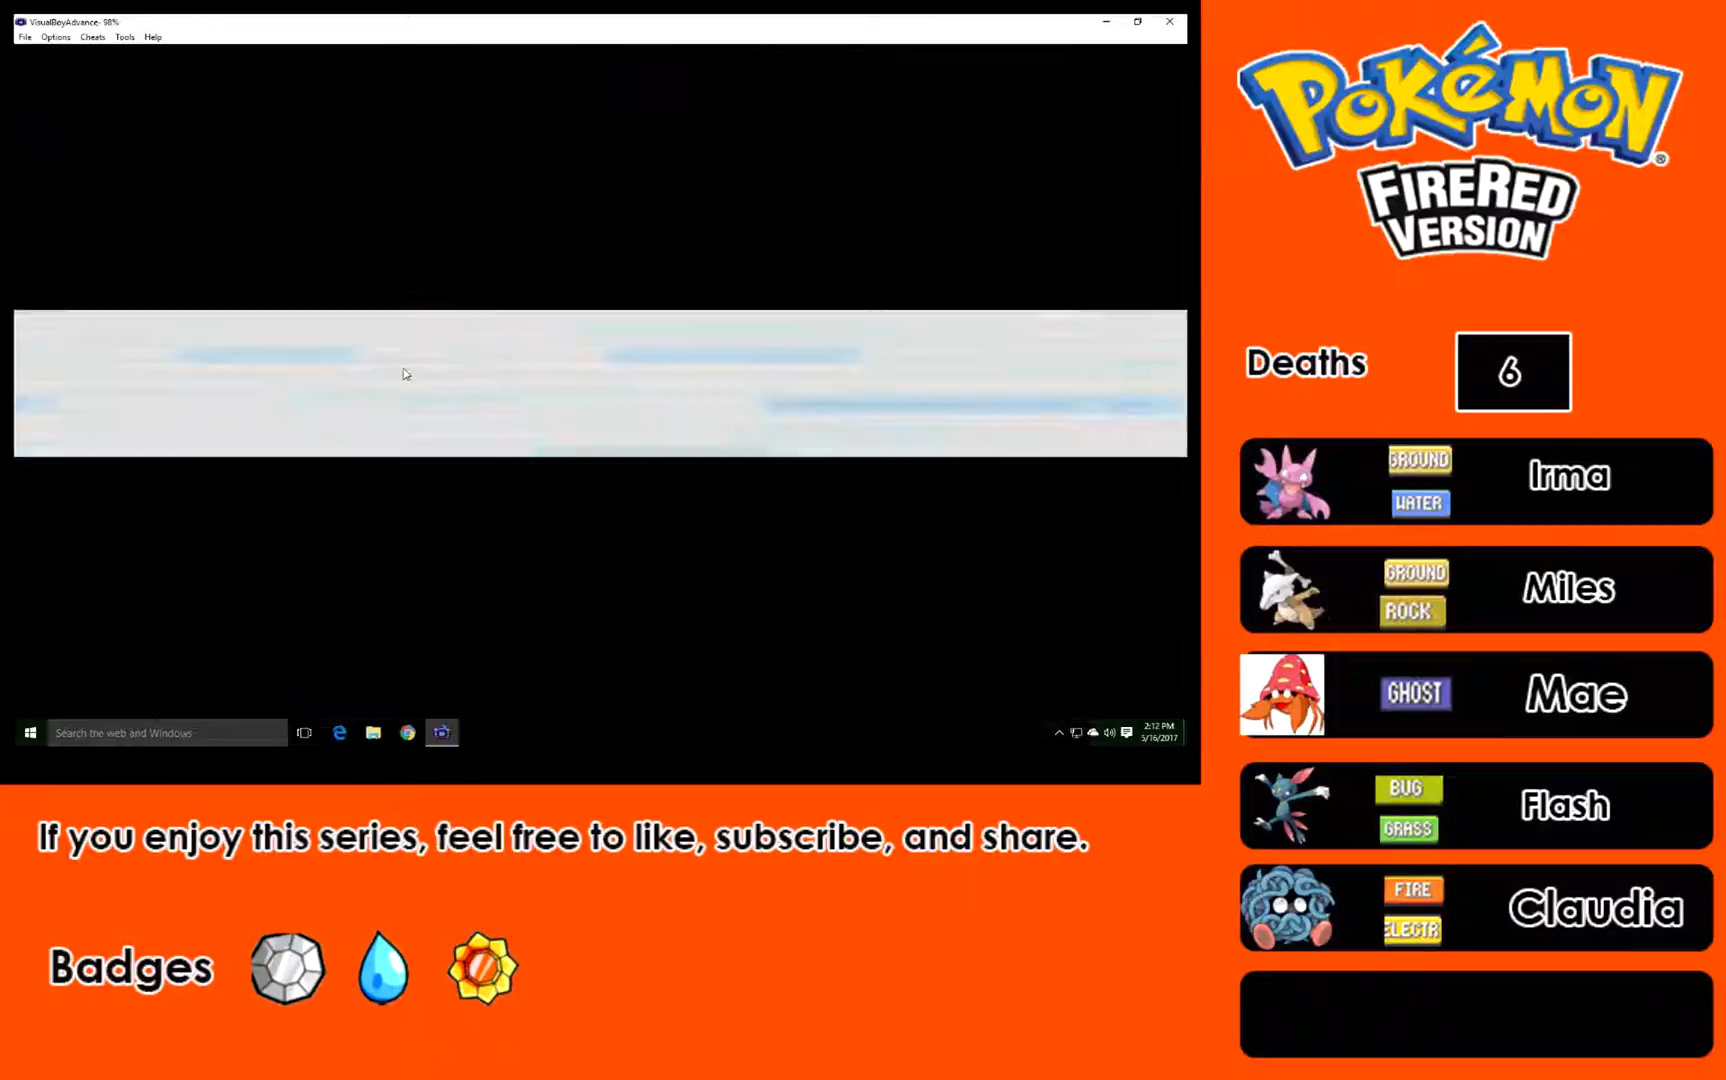 VisualBoyAdvance- 98%
File Options Cheats Tools Help
POKéMON
FIRERED
VERSION
Deaths 6
GROUND
WATER
Irma
GROUND
ROCK
Miles
GHOST
Mae
BUG
GRASS
Flash
FIRE
ELECTR
Claudia
Search the web and Windows
2:12 PM
5/16/2017
If you enjoy this series, feel free to like, subscribe, and share.
Badges